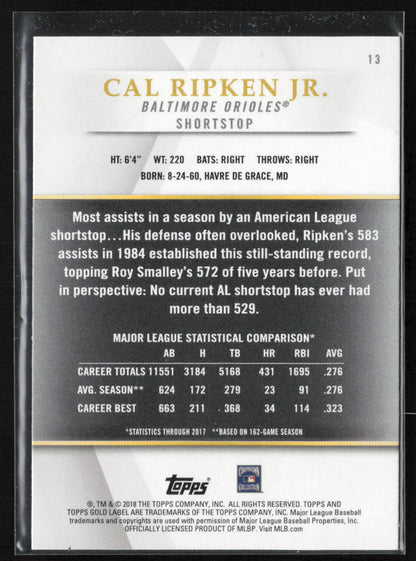 13
CAL RIPKEN JR.
BALTIMORE ORIOLES®
SHORTSTOP
HT: 6'4" WT: 220 BATS: RIGHT THROWS: RIGHT
BORN: 8-24-60, HAVRE DE GRACE, MD
Most assists in a season by an American League
shortstop...His defense often overlooked, Ripken's 583
assists in 1984 established this still-standing record,
topping Roy Smalley's 572 of five years before. Put
in perspective: No current AL shortstop has ever had
more than 529.
MAJOR LEAGUE STATISTICAL COMPARISON*
AB H TB HR RBI AVG
CAREER TOTALS 11551 3184 5168 431 1695 .276
AVG. SEASON** 624 172 279 23 91 .276
CAREER BEST 663 211 368 34 114 .323
*STATISTICS THROUGH 2017 **BASED ON 162-GAME SEASON
Topps
®, TM & © 2018 THE TOPPS COMPANY, INC. ALL RIGHTS RESERVED. TOPPS AND
TOPPS GOLD LABEL ARE TRADEMARKS OF THE TOPPS COMPANY, INC. Major League Baseball
trademarks and copyrights are used with permission of Major League Baseball Properties, Inc.
OFFICIALLY LICENSED PRODUCT OF MLBP. Visit MLB.com